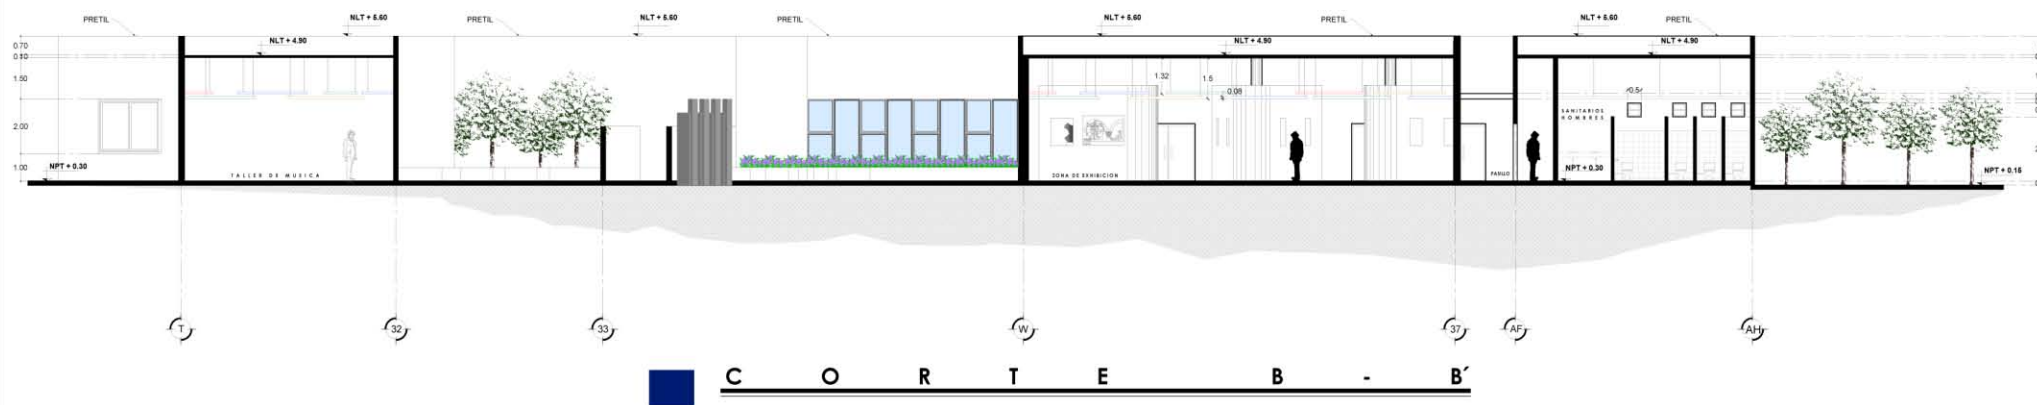 PRETIL
NLT + 5.60
PRETIL
NLT + 5.60
PRETIL
NLT + 5.60
PRETIL
NLT + 5.60
PRETIL
NLT + 4.90
NLT + 4.90
NLT + 4.90
0.70
0.10
1.50
2.00
1.00
1.32
1.5
0.08
0.54
SANITARIOS
HOMBRES
NPT + 0.30
TALLER DE MUSICA
ZONA DE EXHIBICION
PASILLO
NPT + 0.30
NPT + 0.15
T
32
33
W
37
AF
AH
CORTE B - B´